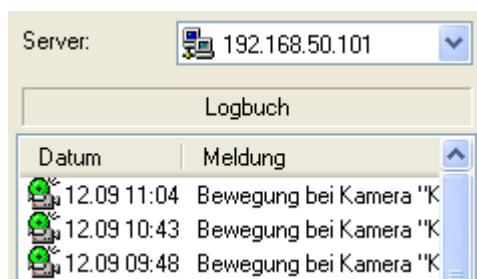 Server: 192.168.50.101
Logbuch
Datum Meldung
12.09 11:04 Bewegung bei Kamera "K
12.09 10:43 Bewegung bei Kamera "K
12.09 09:48 Bewegung bei Kamera "K